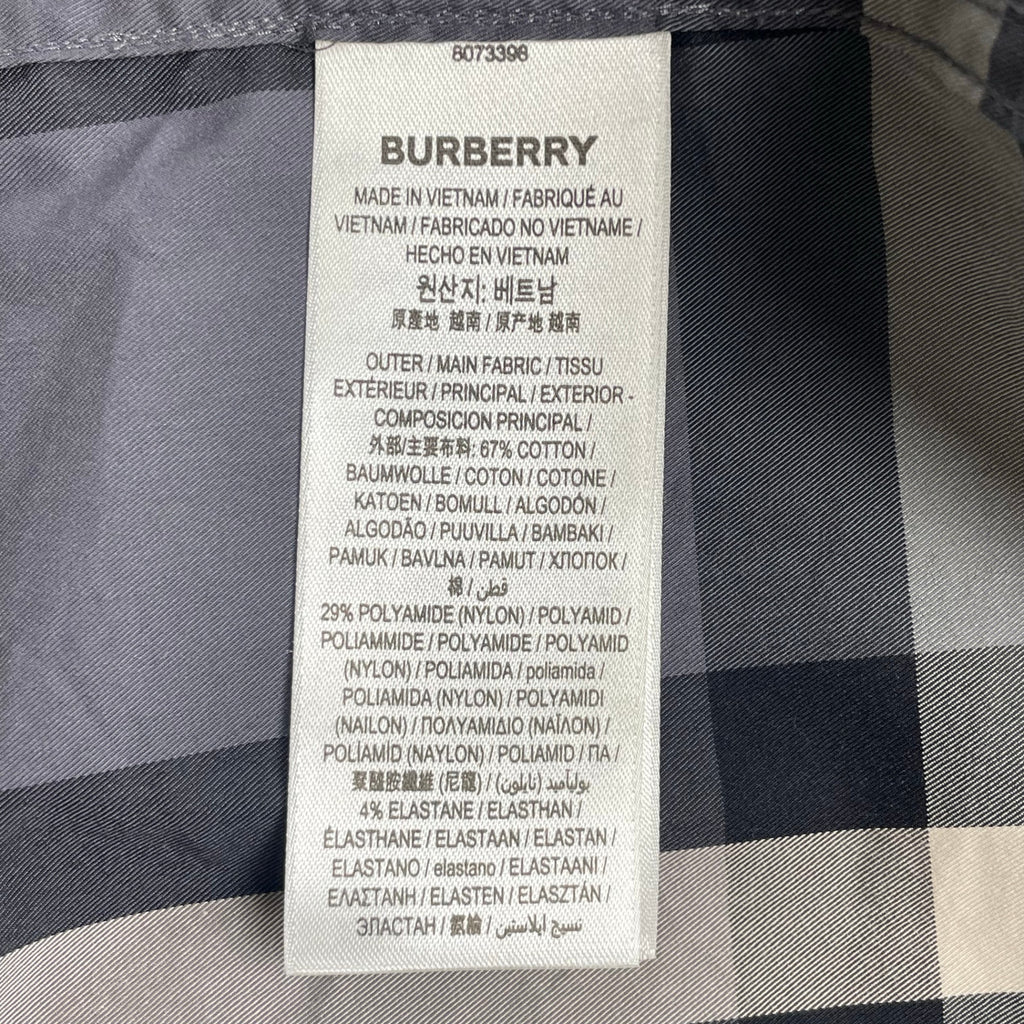 8073398
BURBERRY
MADE IN VIETNAM / FABRIQUÉ AU
VIETNAM / FABRICADO NO VIETNAME /
HECHO EN VIETNAM
원산지: 베트남
原產地 越南 / 原产地 越南
OUTER / MAIN FABRIC / TISSU
EXTÉRIEUR / PRINCIPAL / EXTERIOR -
COMPOSICION PRINCIPAL /
外部/主要布料: 67% COTTON /
BAUMWOLLE / COTON / COTONE /
KATOEN / BOMULL / ALGODÓN /
ALGODÃO / PUUVILLA / BAMBAKI /
PAMUK / BAVLNA / PAMUT / ХЛОПОК /
棉 / قطن
29% POLYAMIDE (NYLON) / POLYAMID /
POLIAMMIDE / POLYAMIDE / POLYAMID
(NYLON) / POLIAMIDA / poliamida /
POLIAMIDA (NYLON) / POLYAMIDI
(NAILON) / ΠΟΛΥΑΜΙΔΙΟ (ΝΑΪΛΟΝ) /
POLİAMİD (NAYLON) / POLIAMID / ПА /
聚醯胺纖維 (尼龍) / بولياميد (نايلون)
4% ELASTANE / ELASTHAN /
ÉLASTHANE / ELASTAAN / ELASTAN /
ELASTANO / elastano / ELASTAANI /
ΕΛΑΣΤΑΝΗ / ELASTEN / ELASZTÁN /
ЭЛАСТАН / نسيج ايلاستين